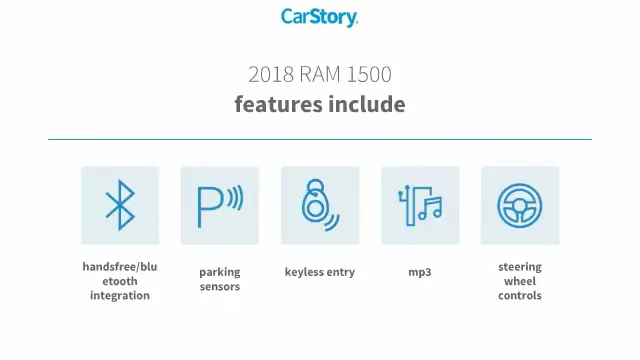 CarStory.
2018 RAM 1500
features include
P
handsfree/blu
etooth
integration
parking
sensors
keyless entry
mp3
steering
wheel
controls